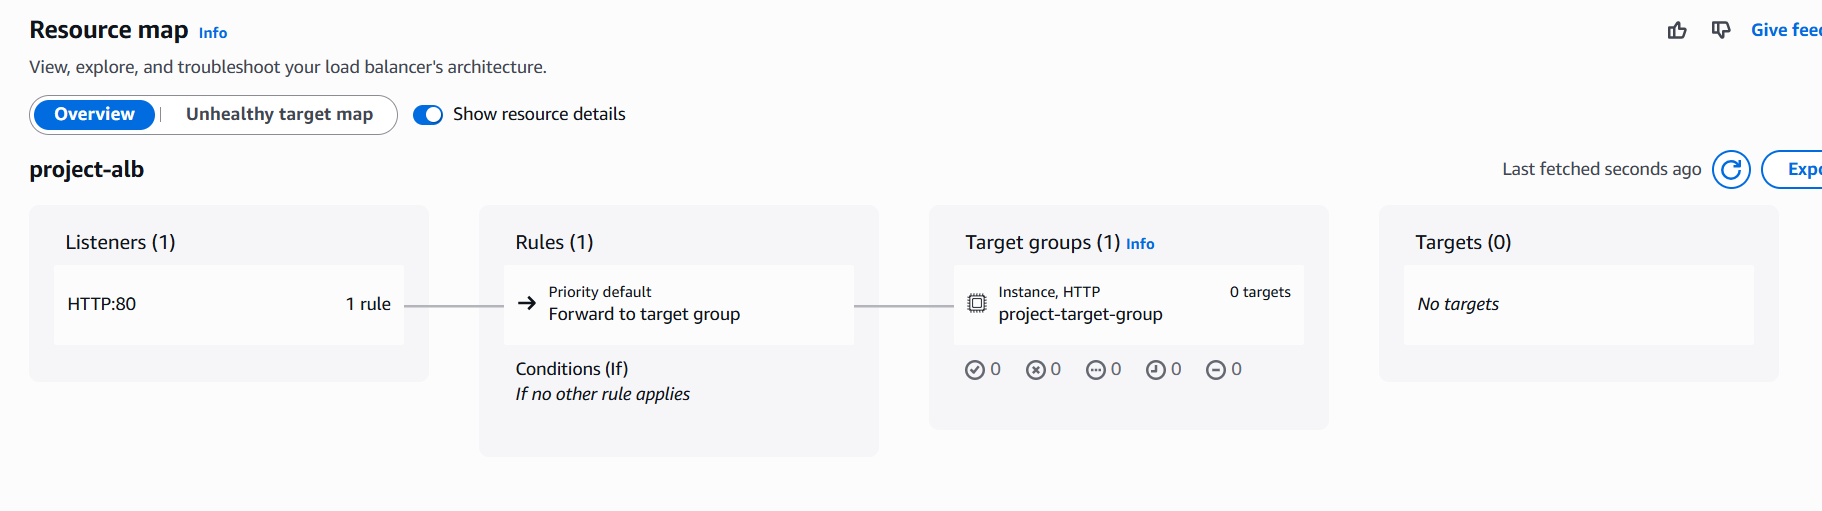 Resource map Info
Give fee
View, explore, and troubleshoot your load balancer's architecture.
Overview Unhealthy target map Show resource details
project-alb
Last fetched seconds ago
Expo
Listeners (1)
HTTP:80 1 rule
Rules (1)
Priority default
Forward to target group
Conditions (If)
If no other rule applies
Target groups (1) Info
Instance, HTTP 0 targets
project-target-group
0 0 0 0 0
Targets (0)
No targets